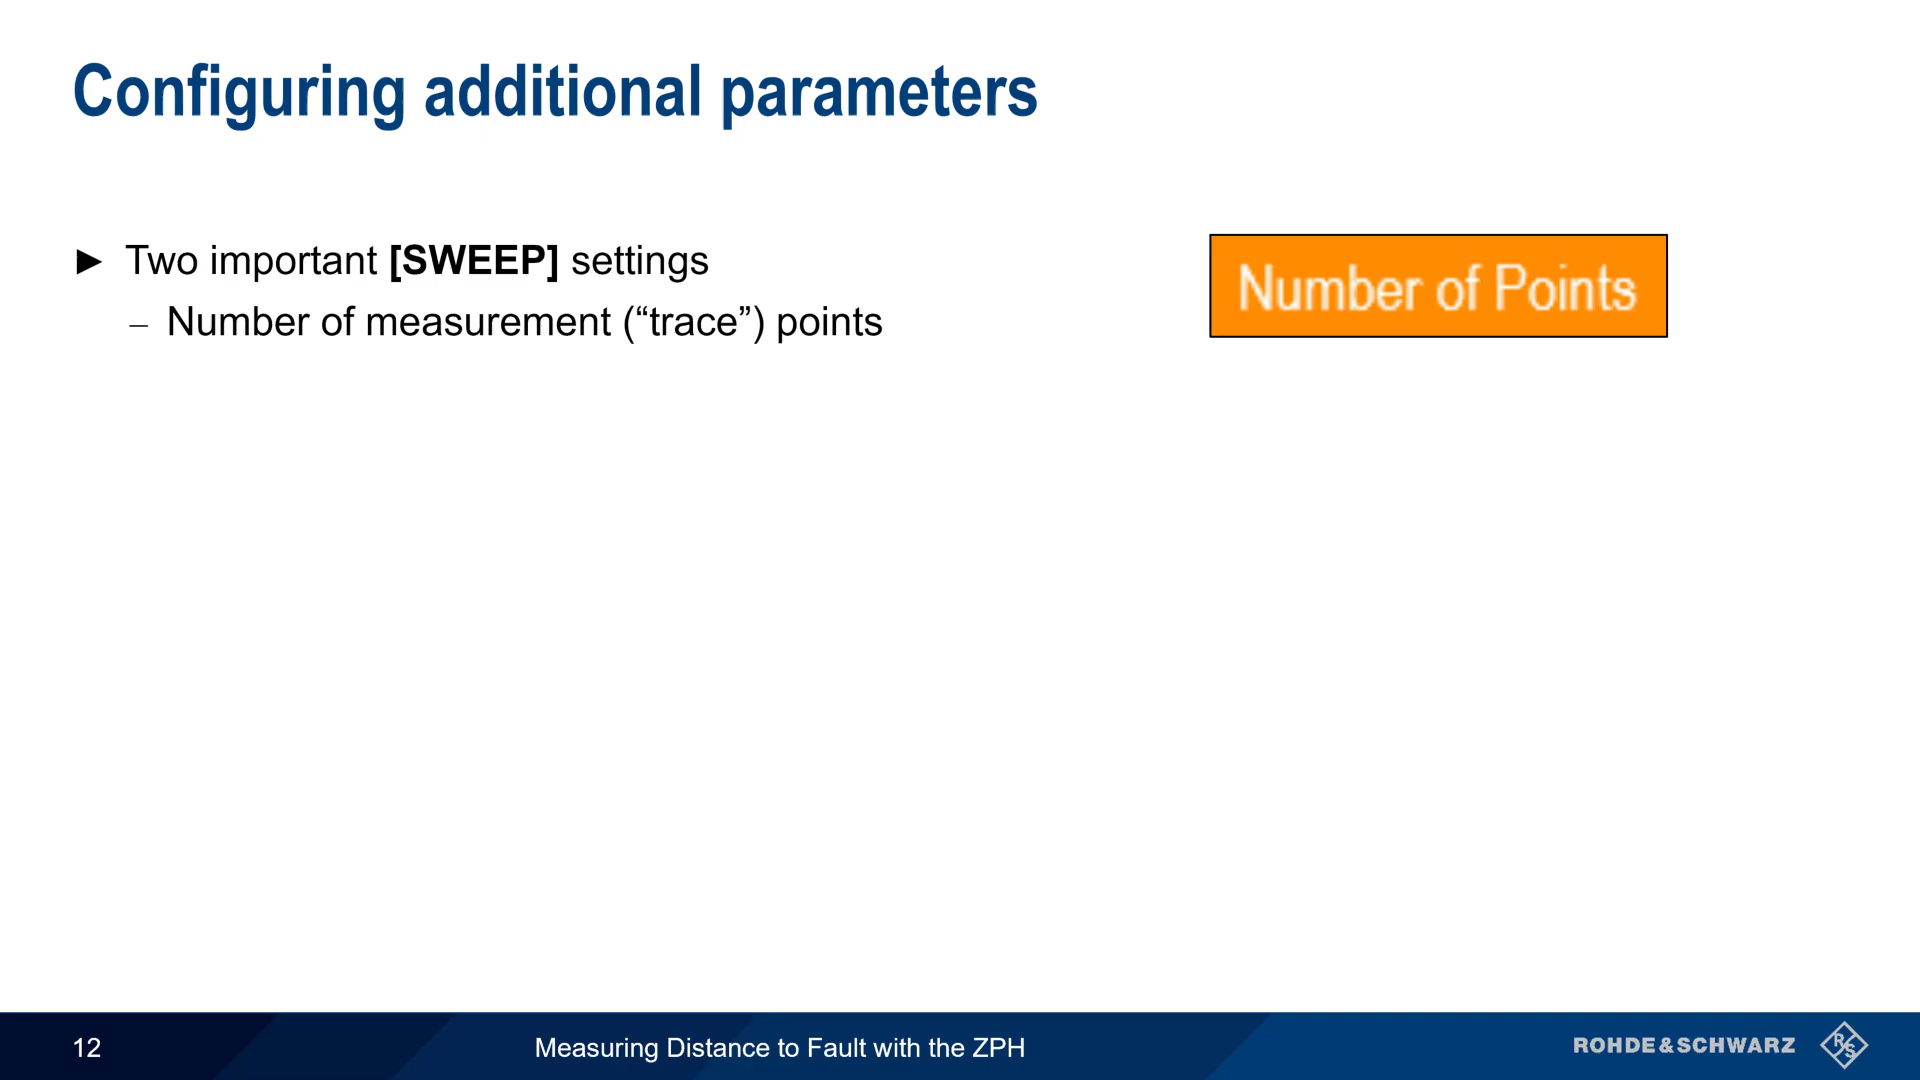 Configuring additional parameters
► Two important [SWEEP] settings
– Number of measurement (“trace”) points
Number of Points
12
Measuring Distance to Fault with the ZPH
ROHDE&SCHWARZ
R&S